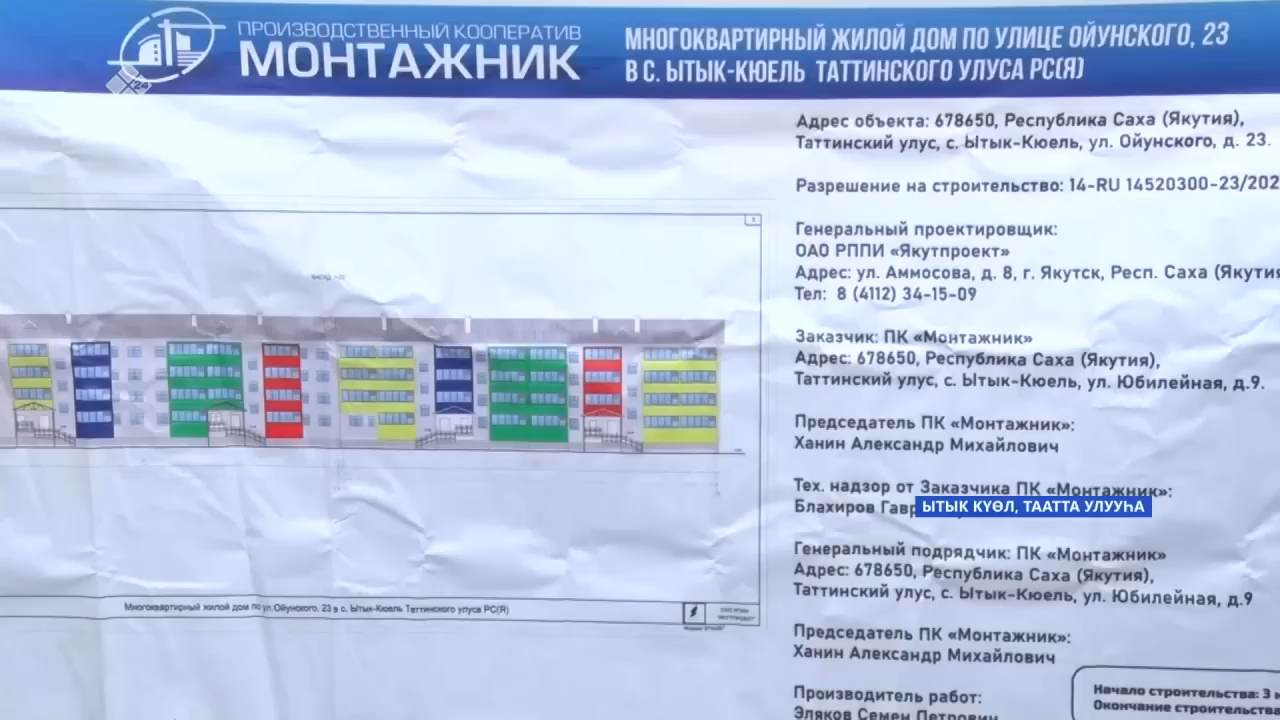 ПРОИЗВОДСТВЕННЫЙ КООПЕРАТИВ
МОНТАЖНИК
МНОГОКВАРТИРНЫЙ ЖИЛОЙ ДОМ ПО УЛИЦЕ ОЙУНСКОГО, 23
В С. ЫТЫК-КЮЕЛЬ ТАТТИНСКОГО УЛУСА РС(Я)
Адрес объекта: 678650, Республика Саха (Якутия),
Таттинский улус, с. Ытык-Кюель, ул. Ойунского, д. 23.
Разрешение на строительство: 14-RU 14520300-23/202
Генеральный проектировщик:
ОАО РППИ «Якутпроект»
Адрес: ул. Аммосова, д. 8, г. Якутск, Респ. Саха (Якутия
Тел: 8 (4112) 34-15-09
Заказчик: ПК «Монтажник»
Адрес: 678650, Республика Саха (Якутия),
Таттинский улус, с. Ытык-Кюель, ул. Юбилейная, д.9.
Председатель ПК «Монтажник»:
Ханин Александр Михайлович
Тех. надзор от Заказчика ПК «Монтажник»:
Блахиров Гавр
ЫТЫК КҮӨЛ, ТААТТА УЛУУҺА
Генеральный подрядчик: ПК «Монтажник»
Адрес: 678650, Республика Саха (Якутия),
Таттинский улус, с. Ытык-Кюель, ул. Юбилейная, д.9
Председатель ПК «Монтажник»:
Ханин Александр Михайлович
Производитель работ:
Эляков Семен Петрович
Начало строительства: 3
Окончание строительства
Многоквартирный жилой дом по ул. Ойунского, 23 в с. Ытык-Кюель Таттинского улуса РС(Я)